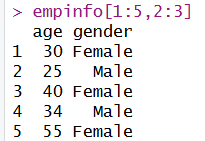 > empinfo[1:5,2:3]
age gender
1 30 Female
2 25 Male
3 40 Female
4 34 Male
5 55 Female